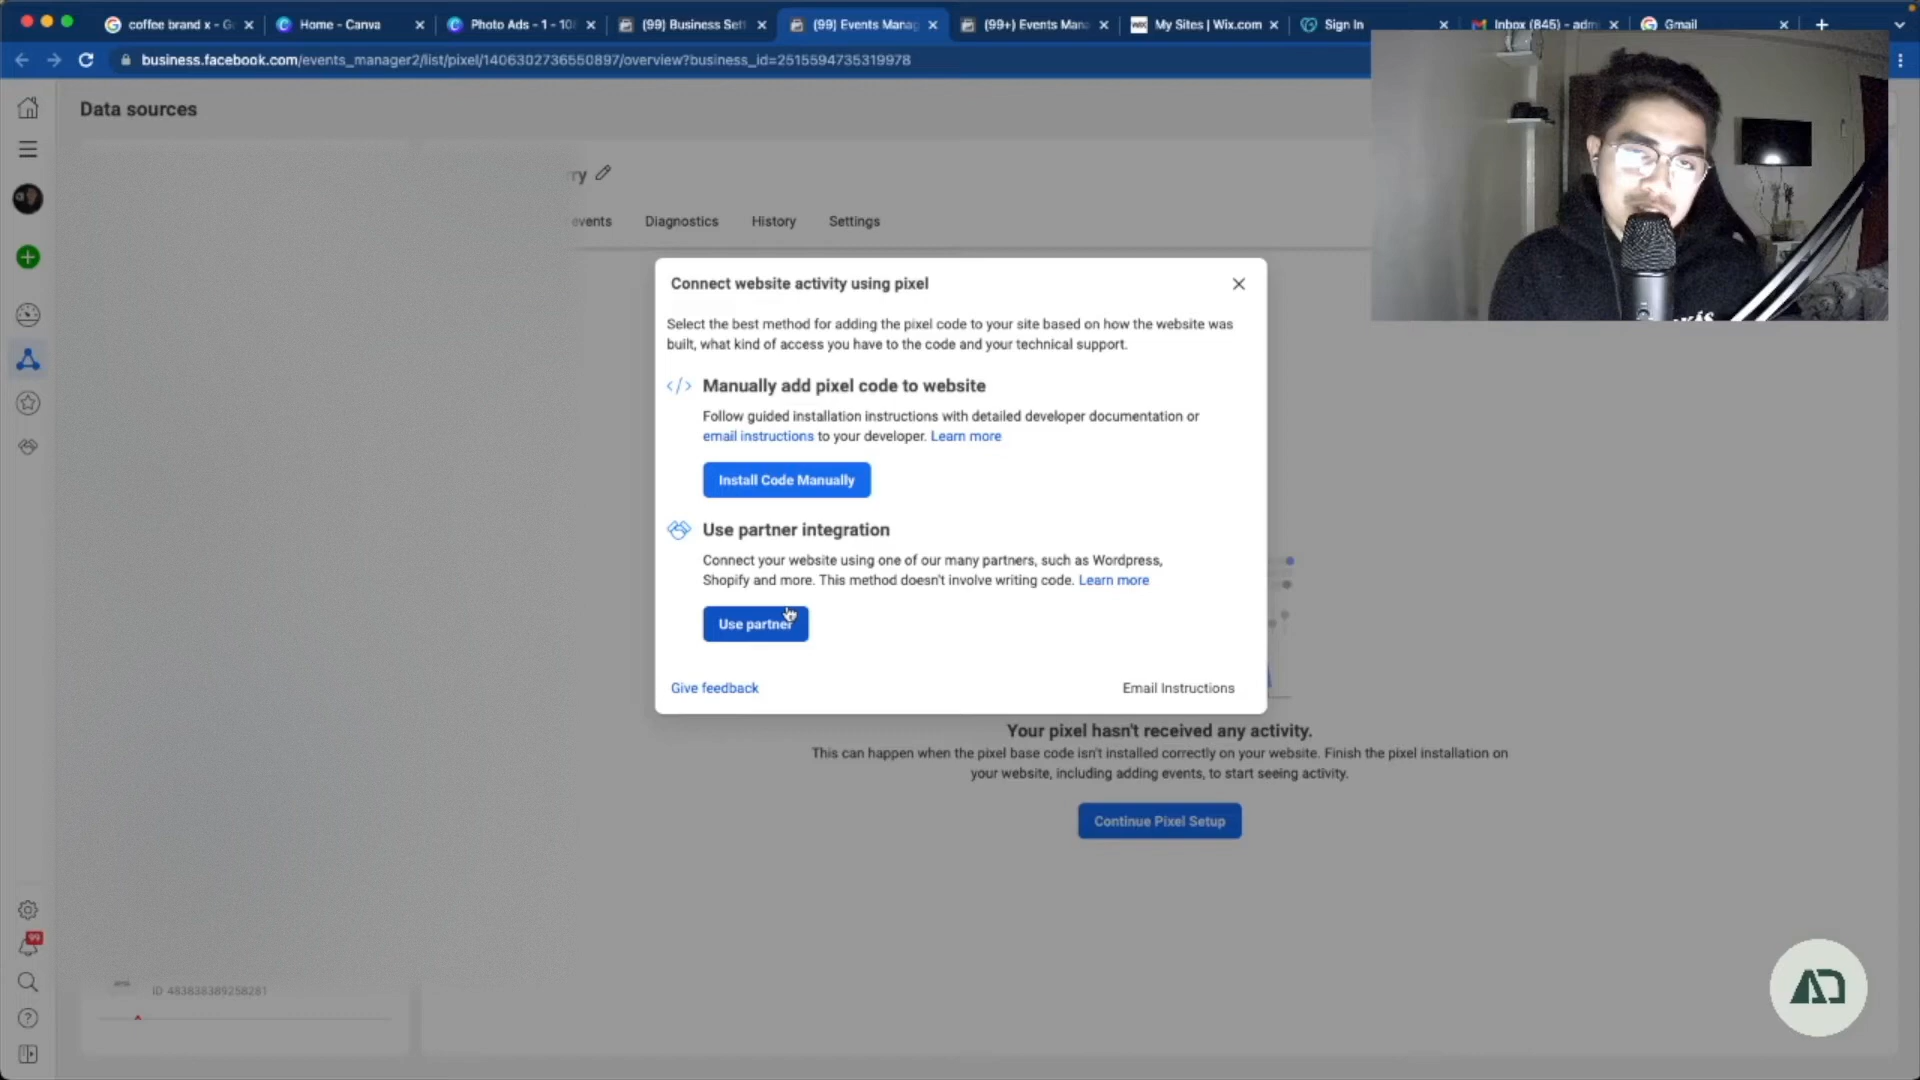 coffee brand x - G
Home - Canva
Photo Ads - 1 - 10
(99) Business Set
(99) Events Manag
(99+) Events Man
WIX
My Sites | Wix.com
Sign In
Inbox (845) - adm
Gmail
business.facebook.com/events_manager2/list/pixel/1406302736550897/overview?business_id=2515594735319978
Data sources
rry
events
Diagnostics
History
Settings
Connect website activity using pixel
Select the best method for adding the pixel code to your site based on how the website was
built, what kind of access you have to the code and your technical support.
</> Manually add pixel code to website
Follow guided installation instructions with detailed developer documentation or
email instructions to your developer. Learn more
Install Code Manually
Use partner integration
Connect your website using one of our many partners, such as Wordpress,
Shopify and more. This method doesn't involve writing code. Learn more
Use partner
Give feedback
Email Instructions
Your pixel hasn't received any activity.
This can happen when the pixel base code isn't installed correctly on your website. Finish the pixel installation on
your website, including adding events, to start seeing activity.
Continue Pixel Setup
99
ID 483838389258281
AD